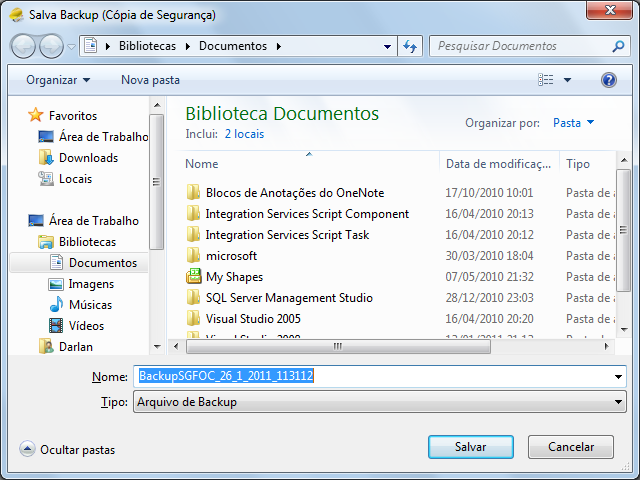 Salva Backup (Cópia de Segurança)
Bibliotecas Documentos
Pesquisar Documentos
Organizar Nova pasta
Favoritos
Área de Trabalho
Downloads
Locais
Área de Trabalho
Bibliotecas
Documentos
Imagens
Músicas
Vídeos
Darlan
Biblioteca Documentos
Inclui: 2 locais
Organizar por: Pasta
Nome Data de modificaç... Tipo
Blocos de Anotações do OneNote 17/10/2010 10:01 Pasta de a
Integration Services Script Component 16/04/2010 20:13 Pasta de a
Integration Services Script Task 16/04/2010 20:12 Pasta de a
microsoft 30/03/2010 18:04 Pasta de a
My Shapes 07/05/2010 21:32 Pasta de a
SQL Server Management Studio 28/12/2010 23:03 Pasta de a
Visual Studio 2005 16/04/2010 20:20 Pasta de a
Visual Studio 2008 Pasta de a
Nome: BackupSGFOC_26_1_2011_113112
Tipo: Arquivo de Backup
Ocultar pastas
Salvar
Cancelar